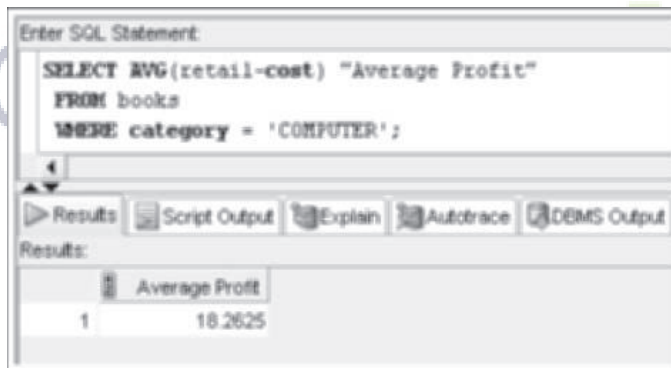 Enter SQL Statement:
SELECT AVG(retail-cost) "Average Profit"
FROM books
WHERE category = 'COMPUTER';
Results Script Output Explain Autotrace DBMS Output
Results:
Average Profit
1 18.2625